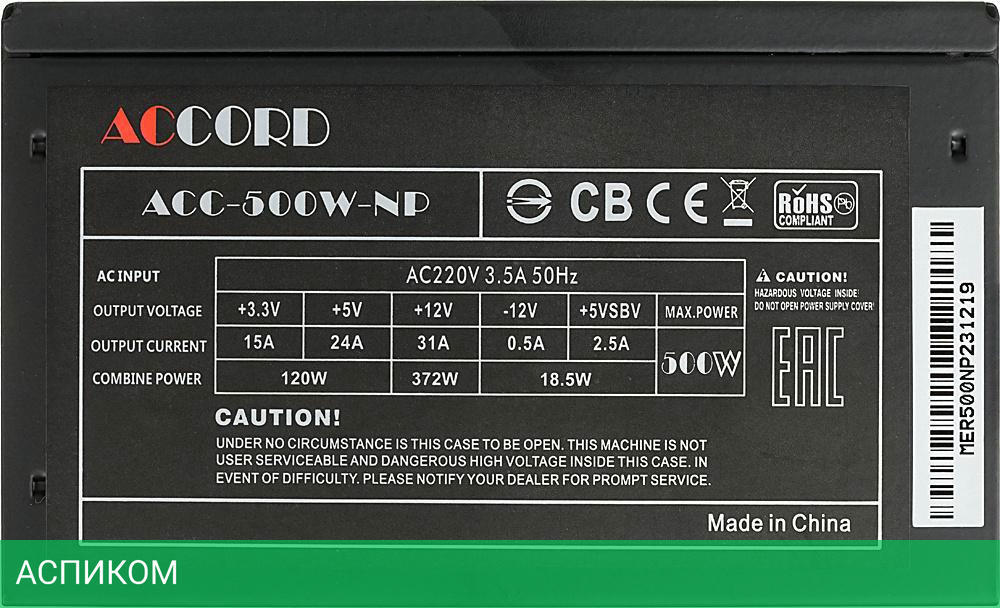 ACCORD
ACC-500W-NP
CB CE RoHS Pb
COMPLIANT
AC INPUT AC220V 3.5A 50Hz
OUTPUT VOLTAGE +3.3V +5V +12V -12V +5VSBV MAX.POWER
OUTPUT CURRENT 15A 24A 31A 0.5A 2.5A 500W
COMBINE POWER 120W 372W 18.5W
CAUTION!
HAZARDOUS VOLTAGE INSIDE!
DO NOT OPEN POWER SUPPLY COVER!
EAC
CAUTION!
UNDER NO CIRCUMSTANCE IS THIS CASE TO BE OPEN. THIS MACHINE IS NOT
USER SERVICEABLE AND DANGEROUS HIGH VOLTAGE INSIDE THIS CASE. IN
EVENT OF DIFFICULTY. PLEASE NOTIFY YOUR DEALER FOR PROMPT SERVICE.
Made in China
MER500NP231219
АСПИКОМ